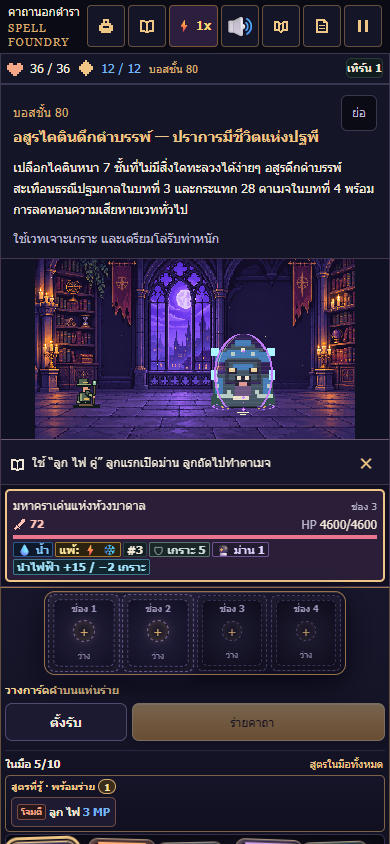 คาถานอกตำรา
SPELL
FOUNDRY
1x
36 / 36
12 / 12
บอสชั้น 80
เทิร์น 1
บอสชั้น 80
ย่อ
อสูรไคตินดึกดำบรรพ์ — ปราการมีชีวิตแห่งปฐพี
เปลือกไคตินหนา 7 ชั้นที่ไม่มีสิ่งใดทะลวงได้ง่ายๆ อสูรดึกดำบรรพ์
สะเทือนธรณีปฐมกาลในบทที่ 3 และกระแทก 28 ดาเมจในบทที่ 4 พร้อม
การลดทอนความเสียหายเวททั่วไป
ใช้เวทเจาะเกราะ และเตรียมโล่รับท่าหนัก
ใช้ “ลูก ไฟ คู่” ลูกแรกเปิดม่าน ลูกถัดไปทำดาเมจ
มหาคราเค่นแห่งห้วงบาดาล
ช่อง 3
72
HP 4600/4600
น้ำ
แพ้:
#3
เกราะ 5
ม่าน 1
นำไฟฟ้า +15 / −2 เกราะ
ช่อง 1
ช่อง 2
ช่อง 3
ช่อง 4
+
+
+
+
ว่าง
ว่าง
ว่าง
ว่าง
วางการ์ดคำบนแท่นร่าย
ตั้งรับ
ร่ายคาถา
ในมือ 5/10
สูตรในมือทั้งหมด
สูตรที่รู้ · พร้อมร่าย 1
โจมตี ลูก ไฟ 3 MP